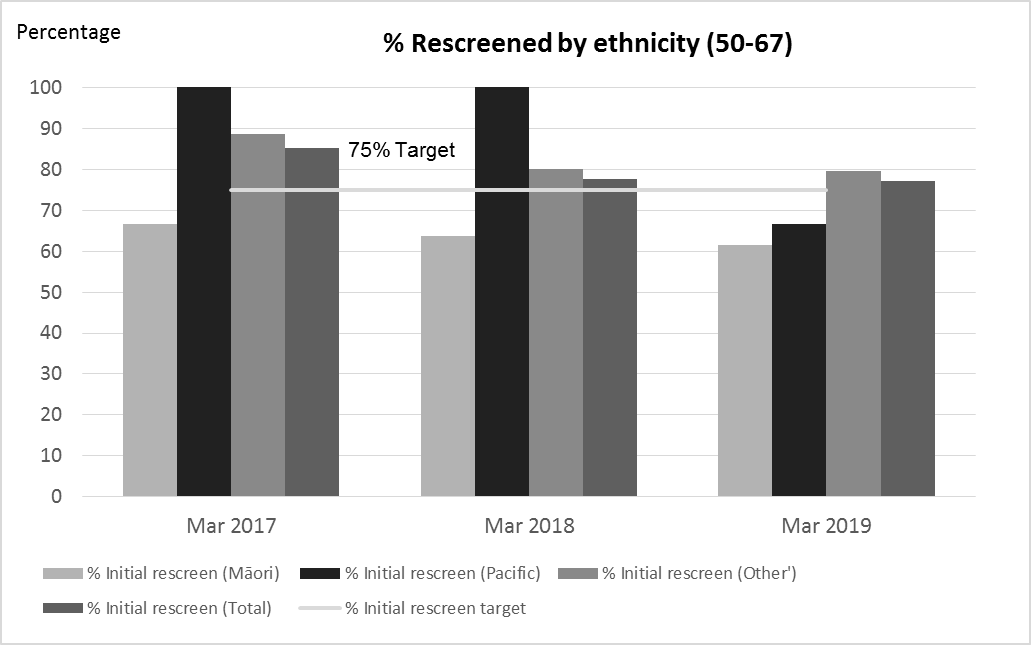 Percentage
% Rescreened by ethnicity (50-67)
100
90
80
70
60
50
40
30
20
10
0
75% Target
Mar 2017 Mar 2018 Mar 2019
% Initial rescreen (Māori) % Initial rescreen (Pacific) % Initial rescreen (Other')
% Initial rescreen (Total) % Initial rescreen target